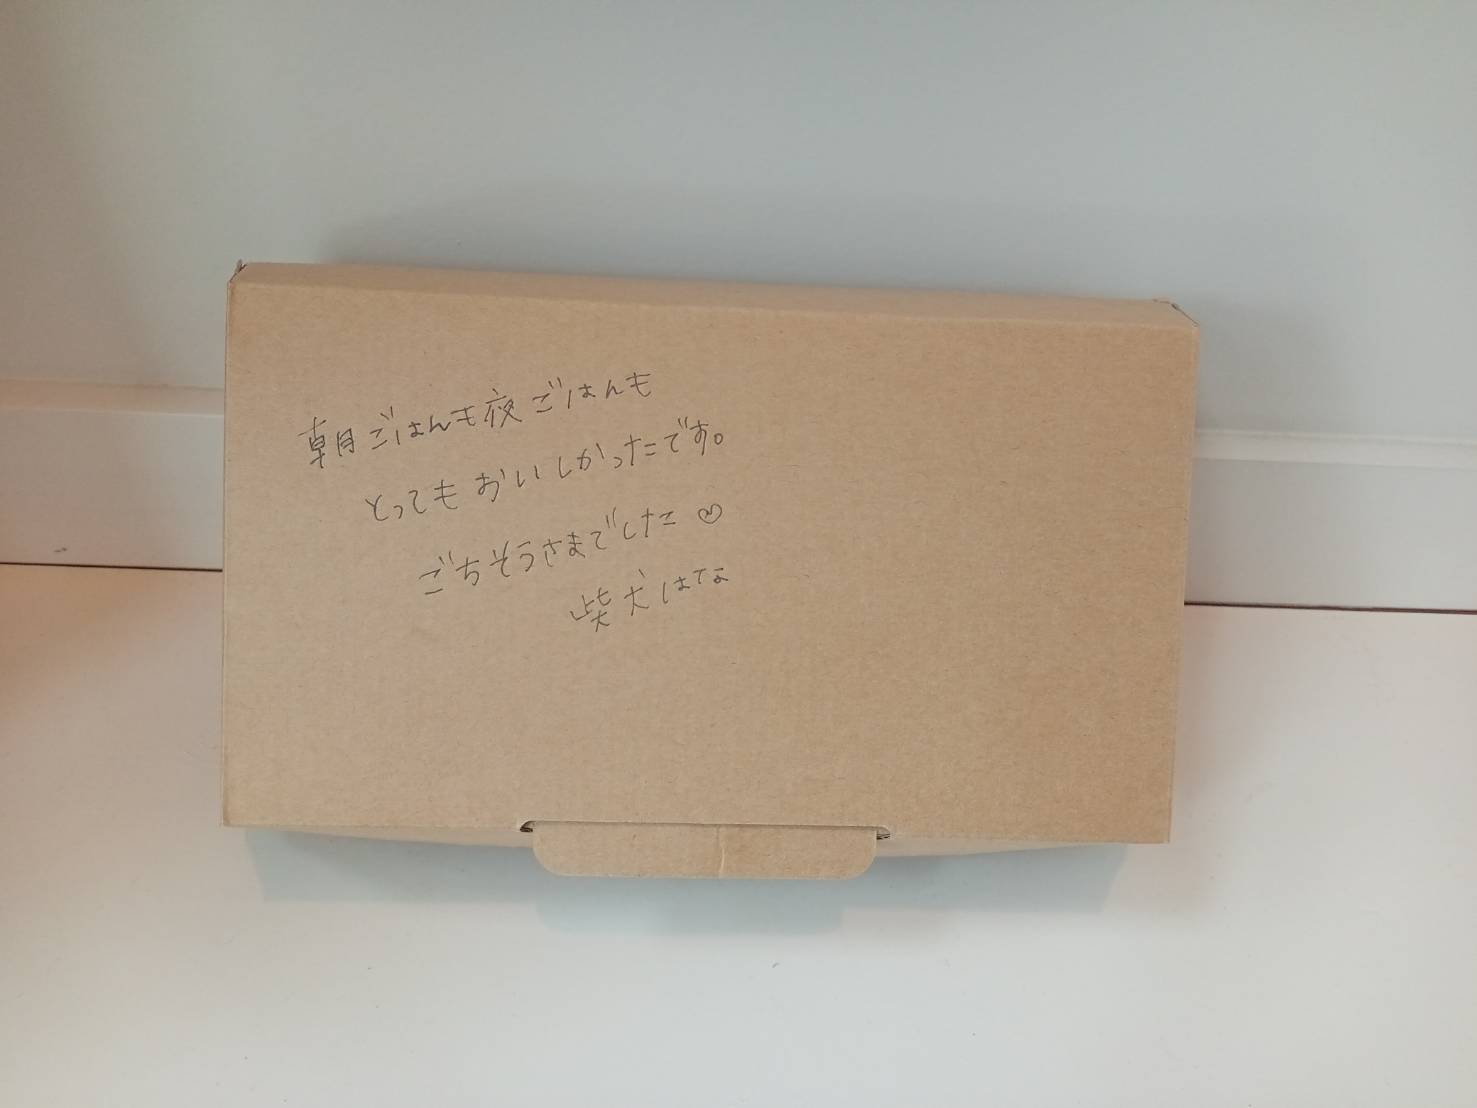 朝ごはんも夜ごはんも
とってもおいしかったです。
ごちそうさまでした♡
柴犬はな